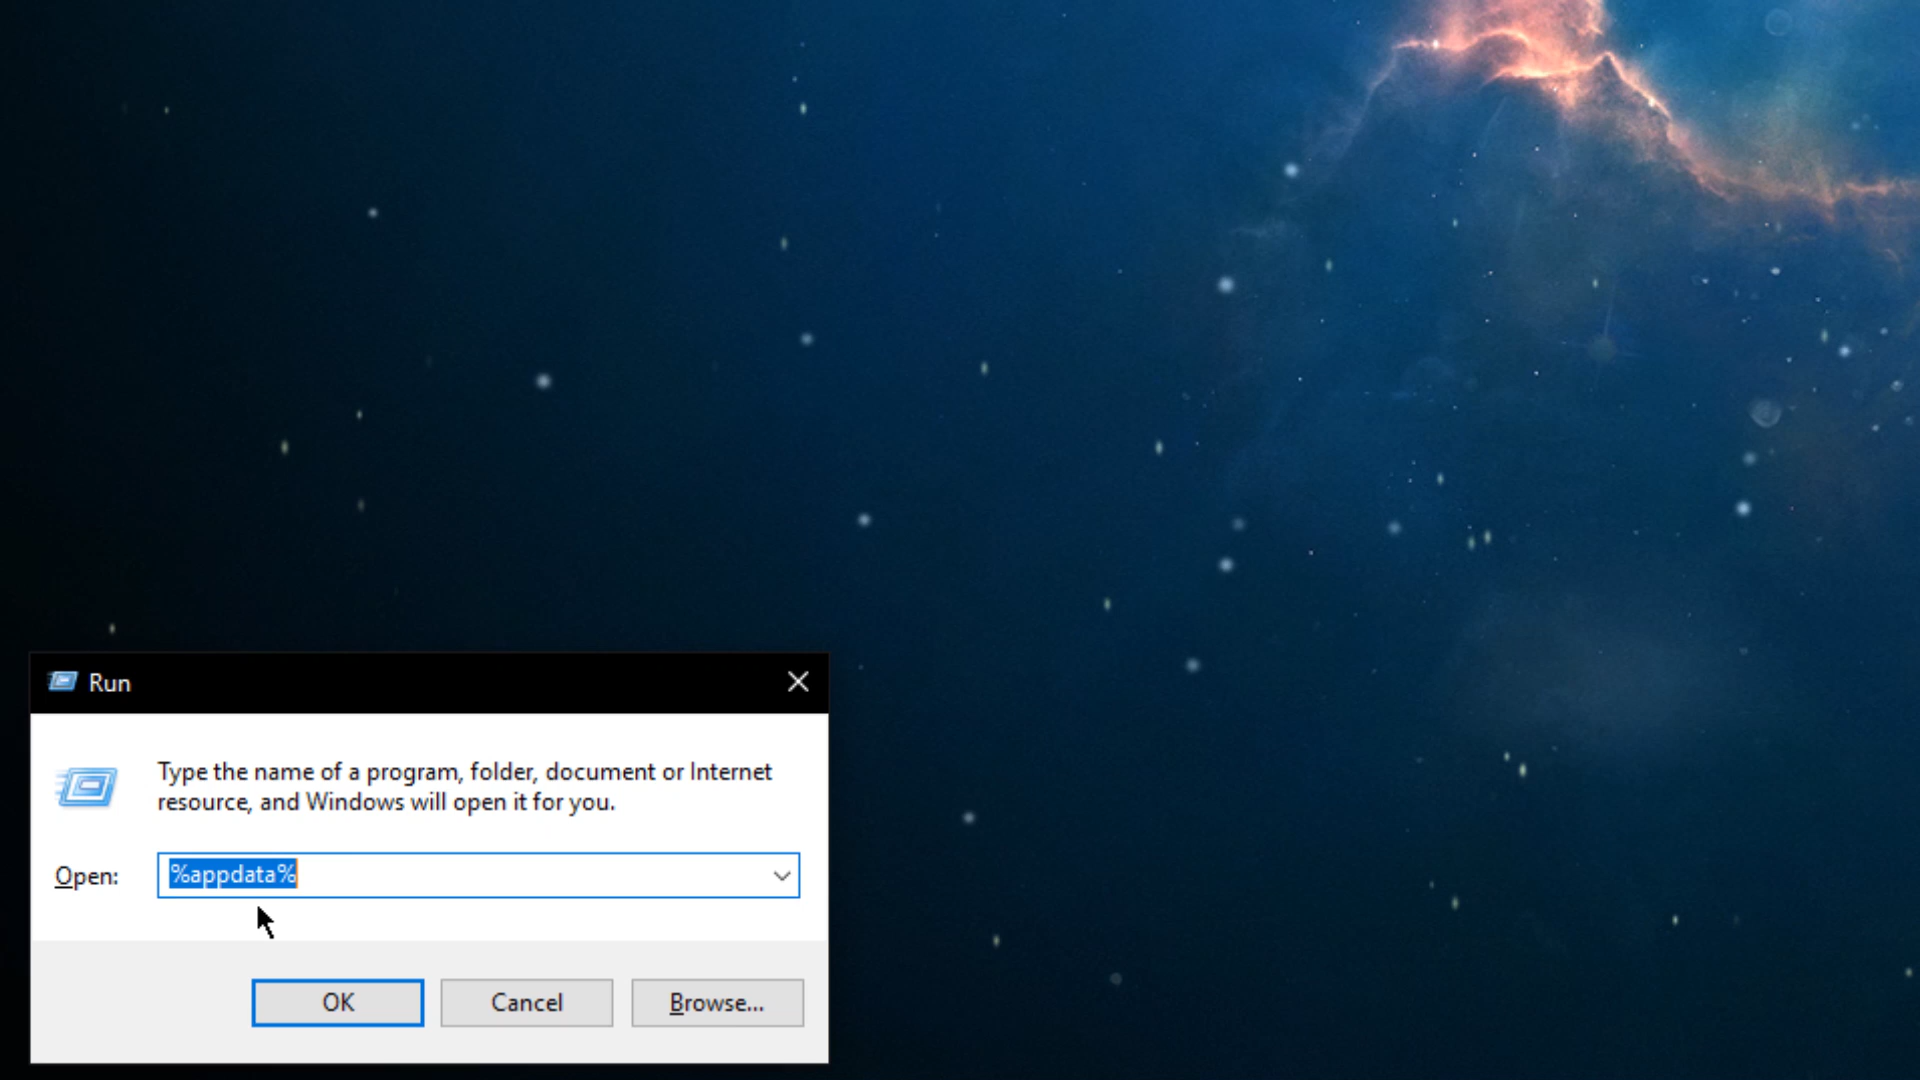 Run
Type the name of a program, folder, document or Internet
resource, and Windows will open it for you.
Open: %appdata%
OK Cancel Browse...